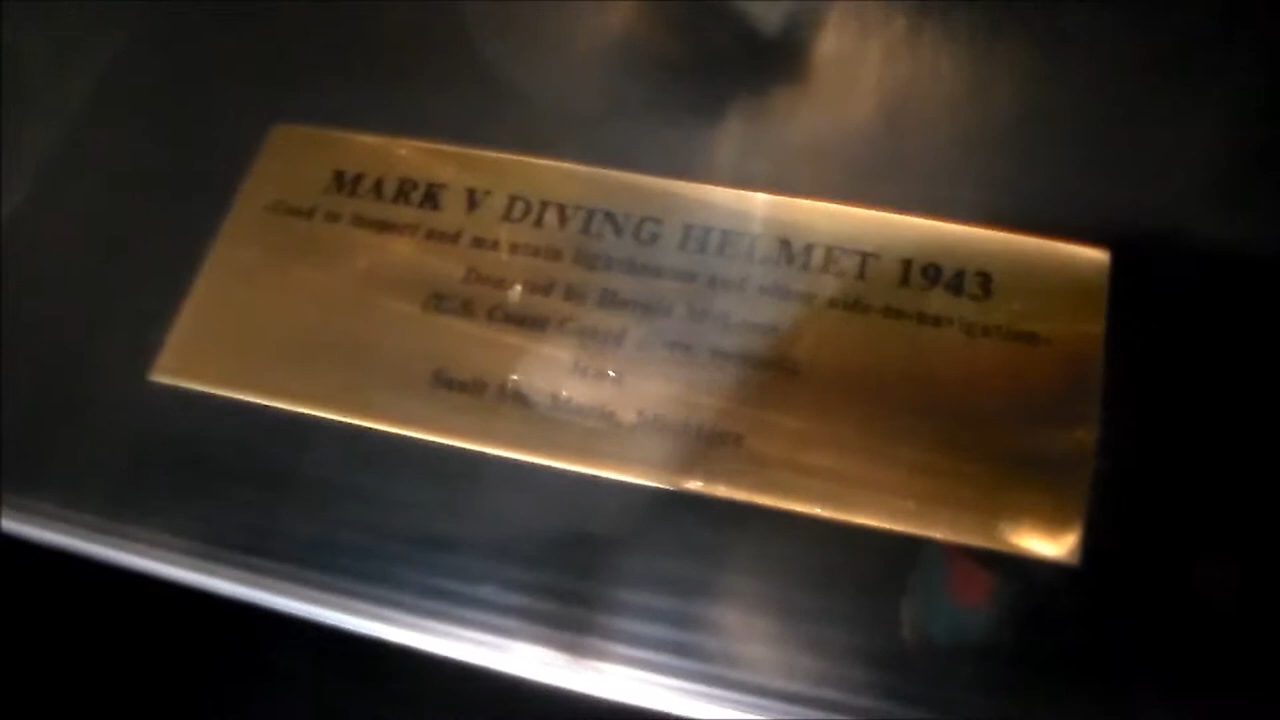 MARK V DIVING HELMET 1943
-Used to inspect and maintain lighthouses and other aids-to-navigation-
Donated by
U.S. Coast Guard
Sault Ste. Marie, Michigan